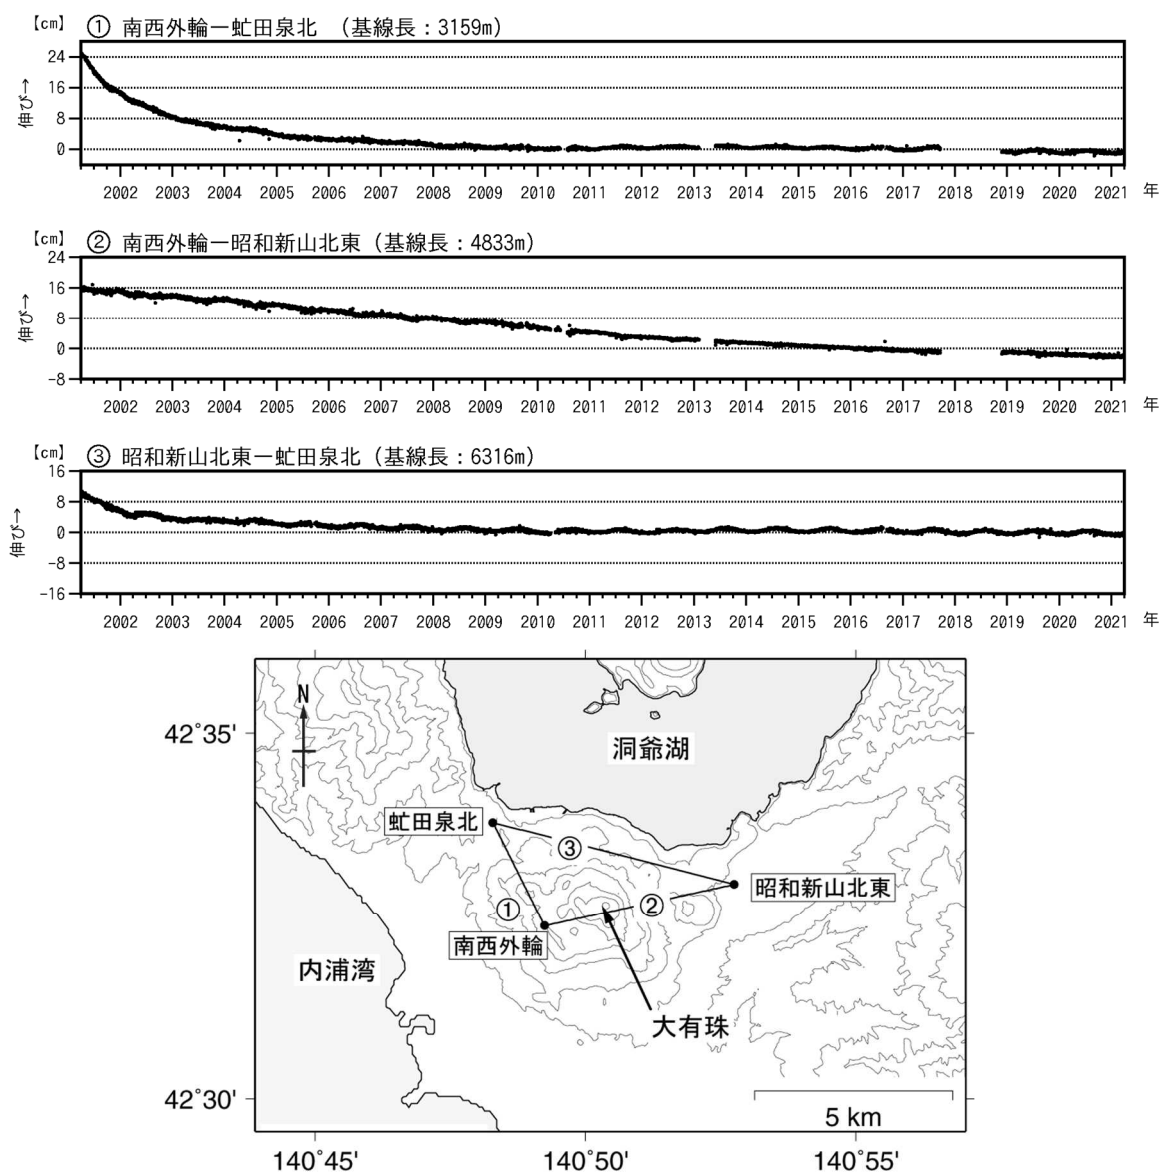 [cm] ① 南西外輪ー虻田泉北 （基線長：3159m）
24
16
8
0
伸び→
2002 2003 2004 2005 2006 2007 2008 2009 2010 2011 2012 2013 2014 2015 2016 2017 2018 2019 2020 2021 年
[cm] ② 南西外輪ー昭和新山北東（基線長：4833m）
24
16
8
0
-8
伸び→
2002 2003 2004 2005 2006 2007 2008 2009 2010 2011 2012 2013 2014 2015 2016 2017 2018 2019 2020 2021 年
[cm] ③ 昭和新山北東ー虻田泉北（基線長：6316m）
16
8
0
-8
-16
伸び→
2002 2003 2004 2005 2006 2007 2008 2009 2010 2011 2012 2013 2014 2015 2016 2017 2018 2019 2020 2021 年
N
42°35'
洞爺湖
虻田泉北
③
昭和新山北東
①
②
南西外輪
内浦湾
大有珠
42°30'
5 km
140°45' 140°50' 140°55'